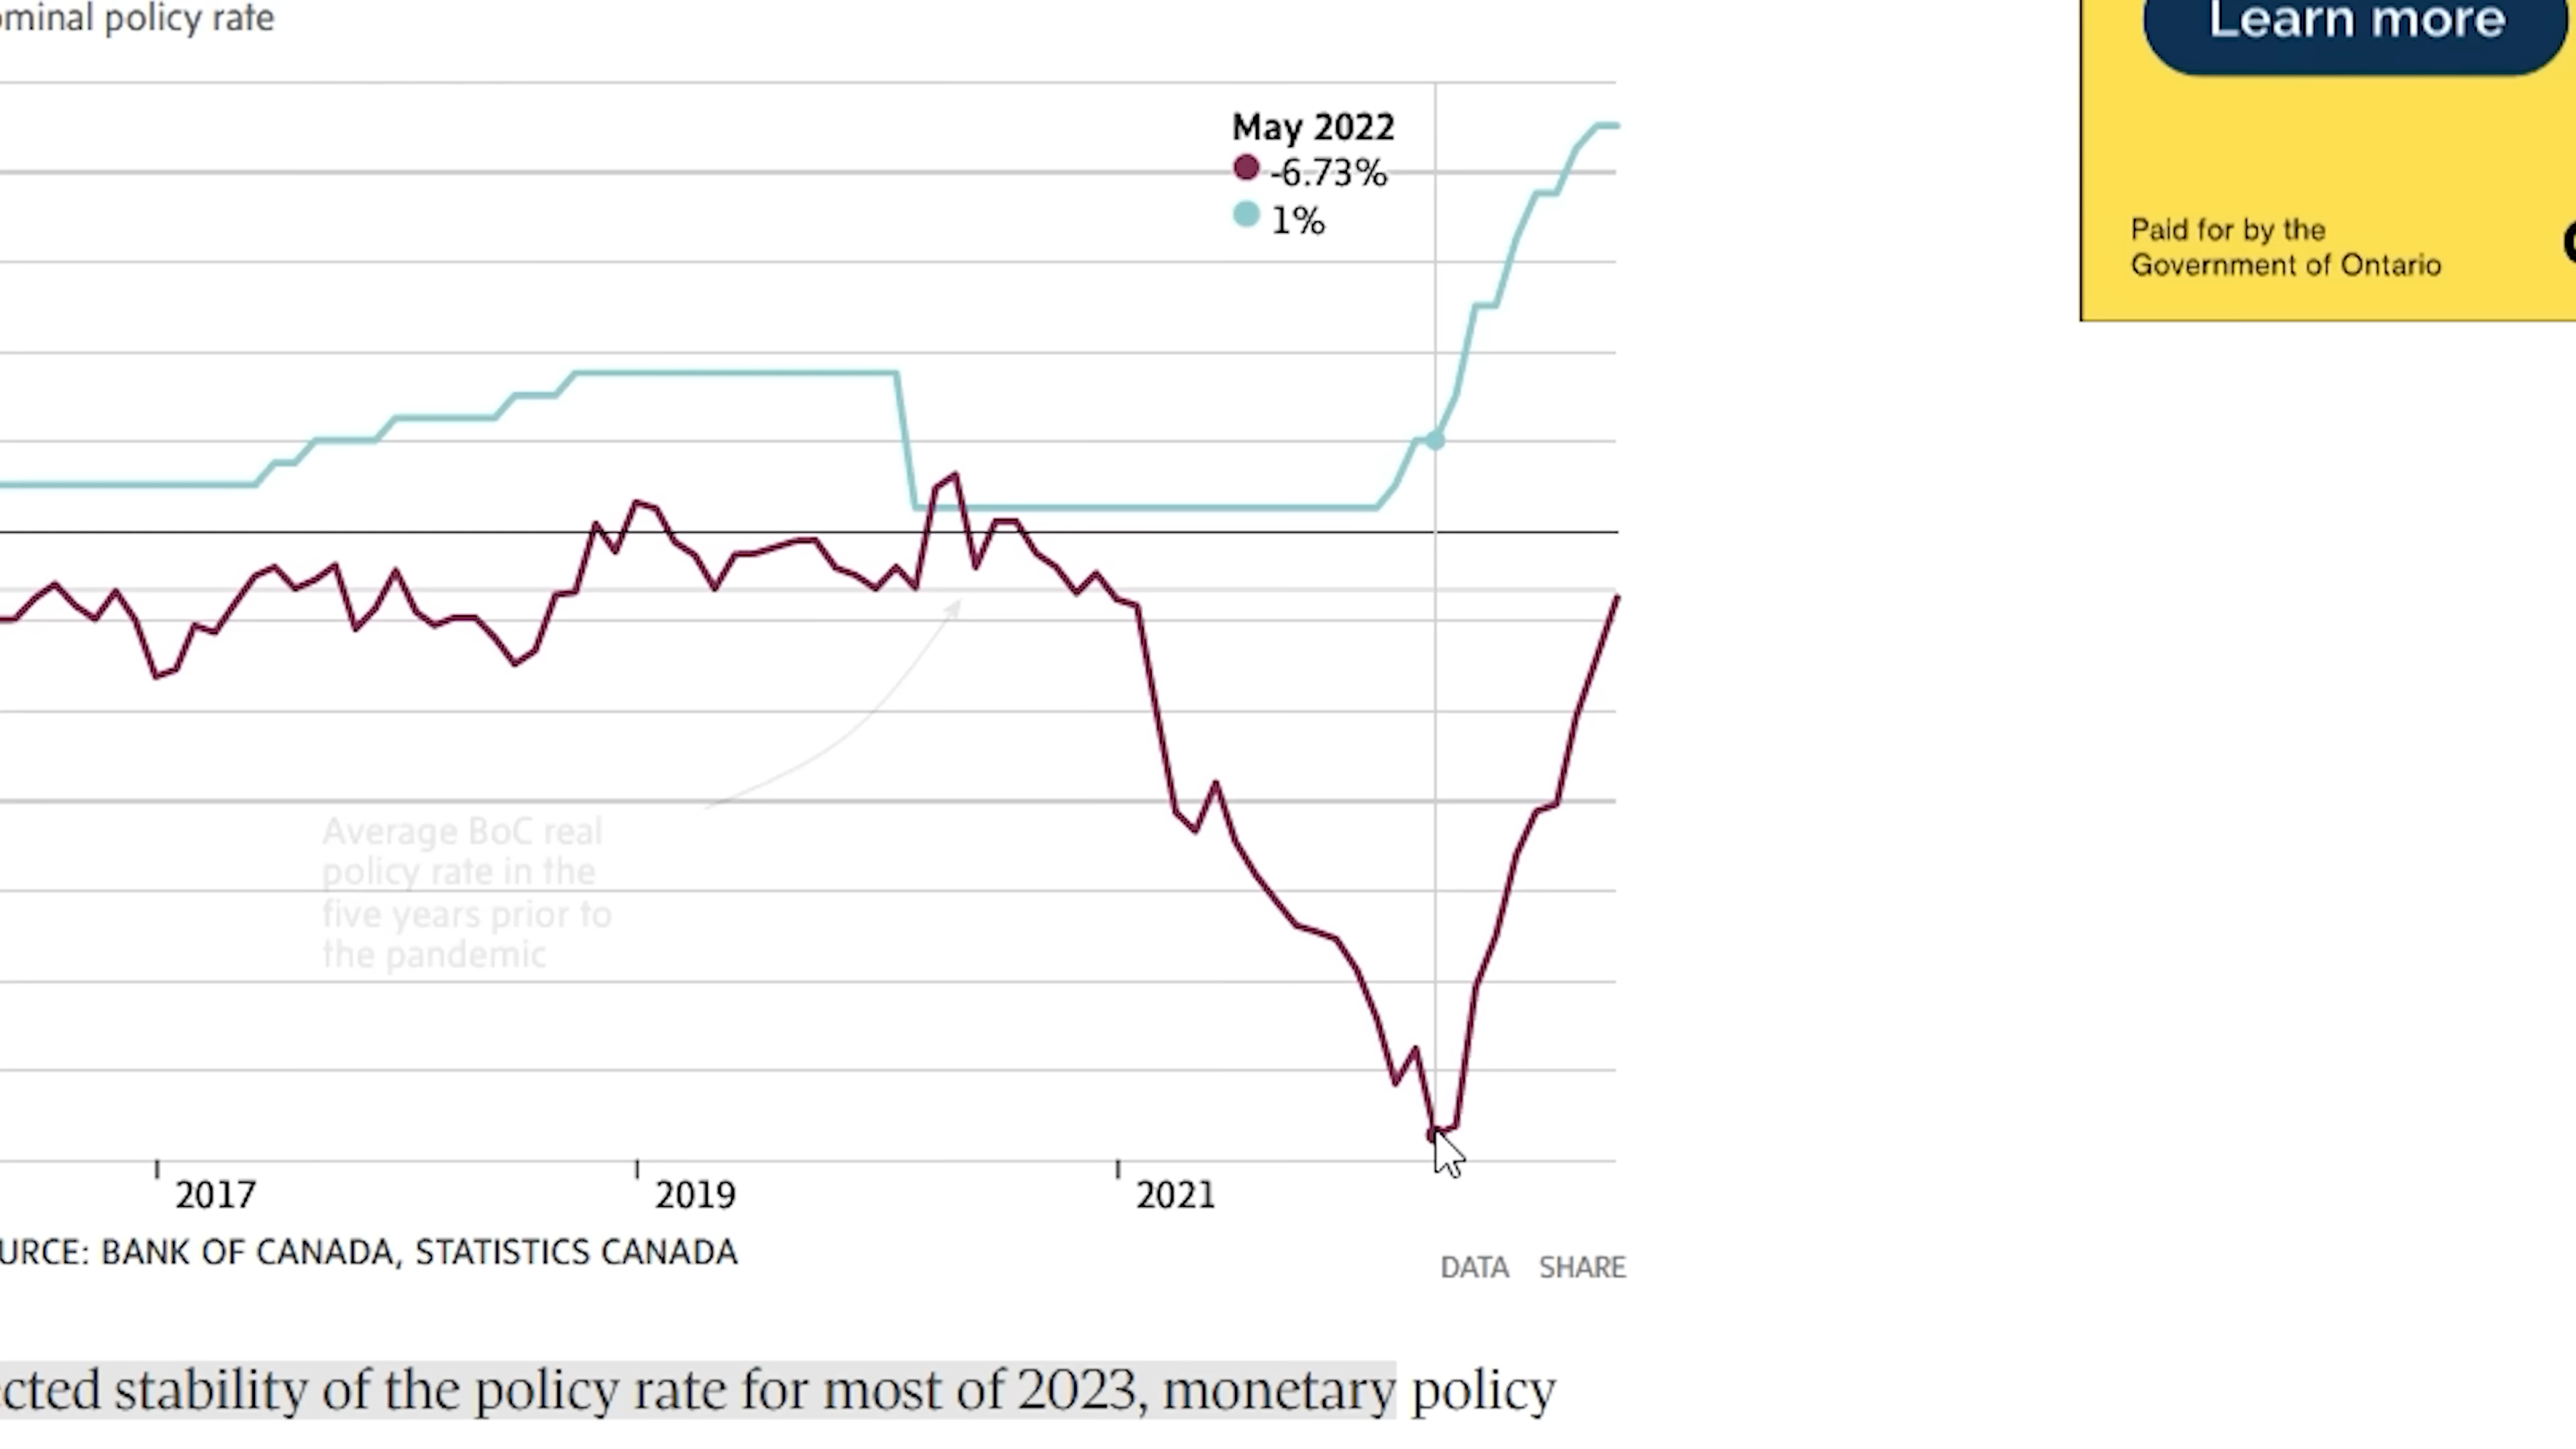 ominal policy rate
Learn more
May 2022
-6.73%
1%
Paid for by the
Government of Ontario
Average BoC real
policy rate in the
five years prior to
the pandemic
2017
2019
2021
URCE: BANK OF CANADA, STATISTICS CANADA
DATA SHARE
cted stability of the policy rate for most of 2023, monetary policy